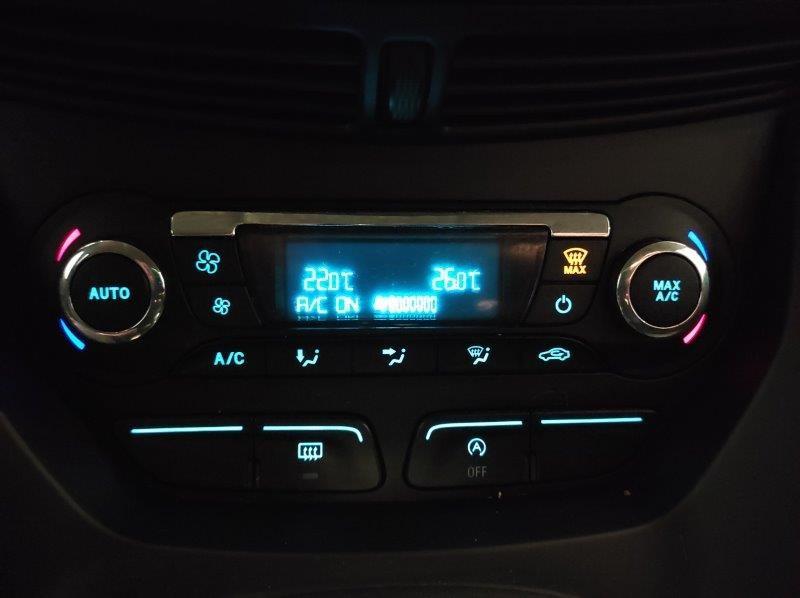 MAX
AUTO
22.0°C 26.0°C
MAX
A/C
A/C ON
A/C
A
OFF